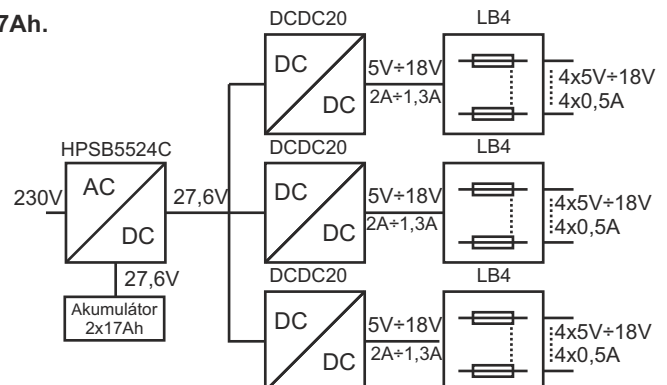 7Ah.
DCDC20
LB4
DC
DC
5V÷18V
2A÷1,3A
4x5V÷18V
4x0,5A
HPSB5524C
230V
AC
DC
27,6V
27,6V
Akumulátor
2x17Ah
DCDC20
LB4
DC
DC
5V÷18V
2A÷1,3A
4x5V÷18V
4x0,5A
DCDC20
LB4
DC
DC
5V÷18V
2A÷1,3A
4x5V÷18V
4x0,5A